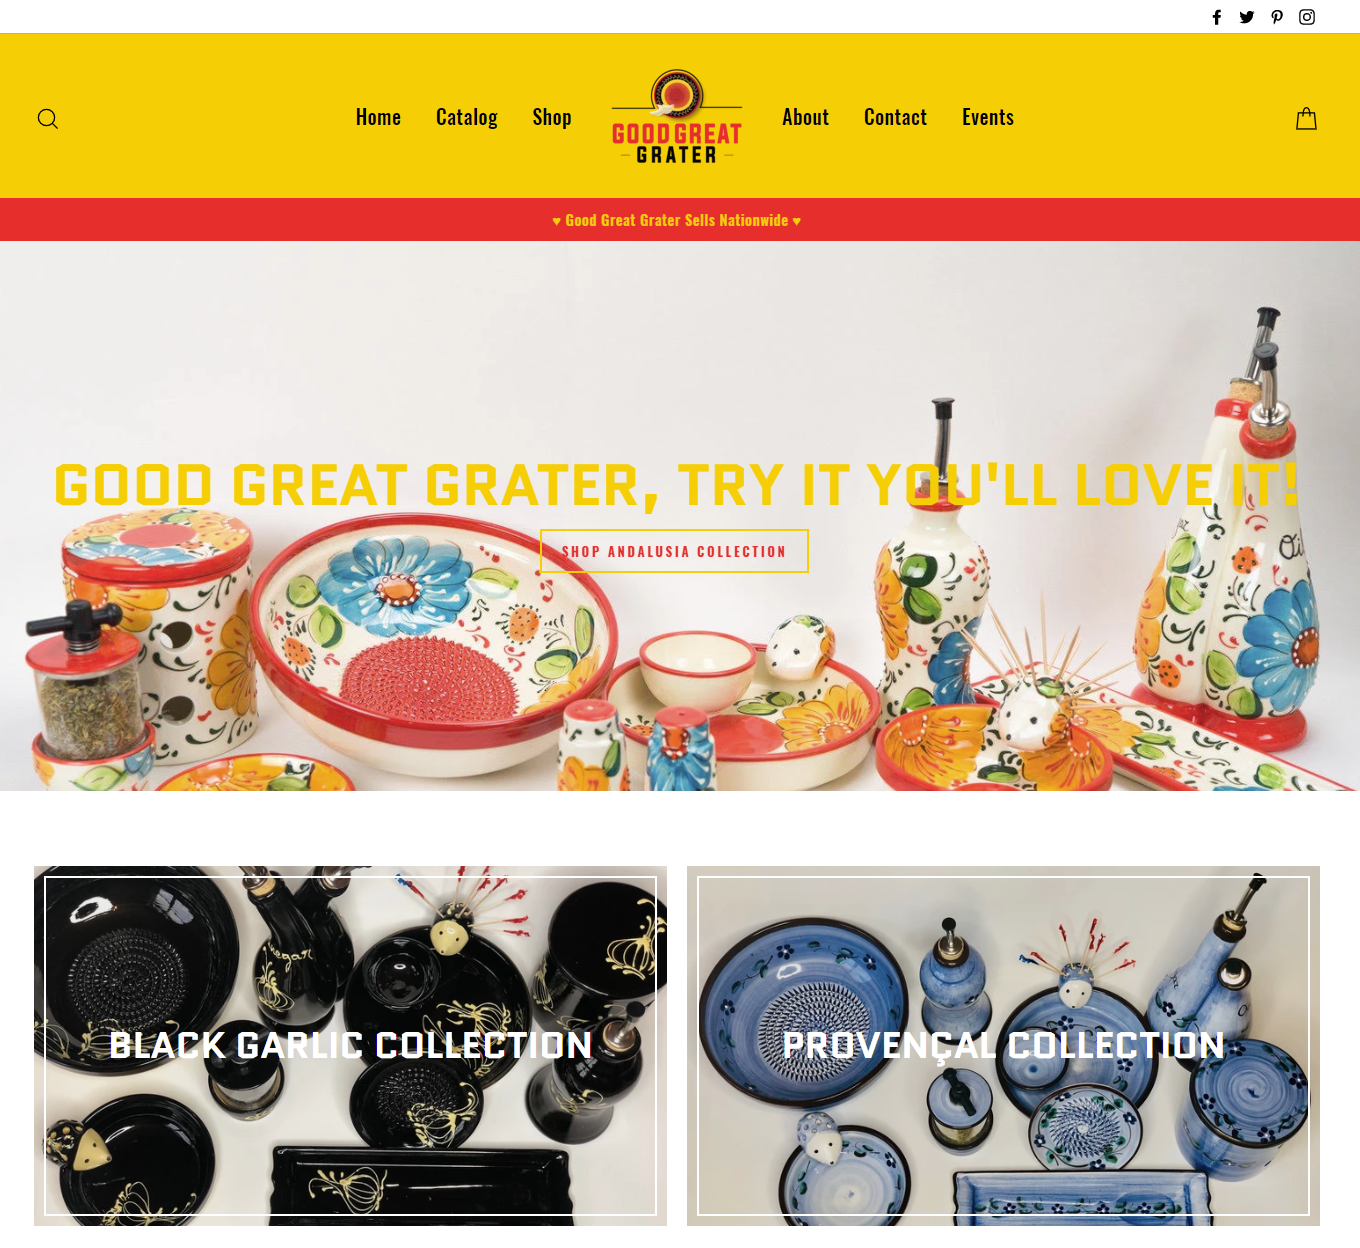 Home
Catalog
Shop
GOOD GREAT
GRATER
About
Contact
Events
♥ Good Great Grater Sells Nationwide ♥
GOOD GREAT GRATER, TRY IT YOU'LL LOVE IT!
SHOP ANDALUSIA COLLECTION
Oil
BLACK GARLIC COLLECTION
PROVENÇAL COLLECTION